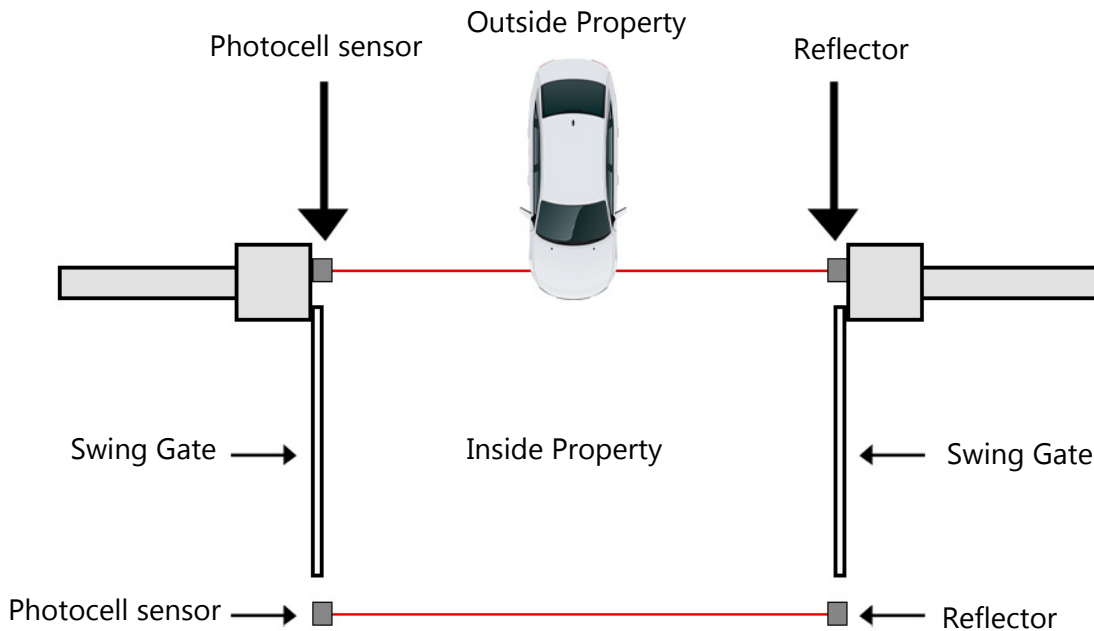 Outside Property
Photocell sensor
Reflector
Swing Gate
Inside Property
Swing Gate
Photocell sensor
Reflector